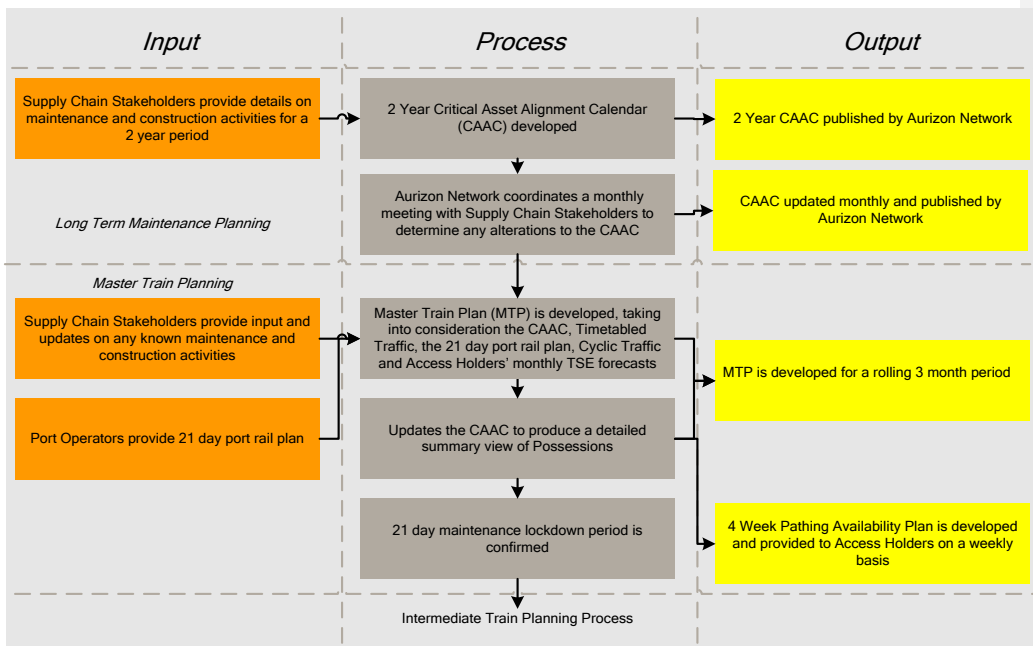 Input
Process
Output
Supply Chain Stakeholders provide details on
maintenance and construction activities for a
2 year period
2 Year Critical Asset Alignment Calendar
(CAAC) developed
2 Year CAAC published by Aurizon Network
Aurizon Network coordinates a monthly
meeting with Supply Chain Stakeholders to
determine any alterations to the CAAC
CAAC updated monthly and published by
Aurizon Network
Long Term Maintenance Planning
Master Train Planning
Supply Chain Stakeholders provide input and
updates on any known maintenance and
construction activities
Master Train Plan (MTP) is developed, taking
into consideration the CAAC, Timetabled
Traffic, the 21 day port rail plan, Cyclic Traffic
and Access Holders’ monthly TSE forecasts
MTP is developed for a rolling 3 month period
Port Operators provide 21 day port rail plan
Updates the CAAC to produce a detailed
summary view of Possessions
21 day maintenance lockdown period is
confirmed
4 Week Pathing Availability Plan is developed
and provided to Access Holders on a weekly
basis
Intermediate Train Planning Process